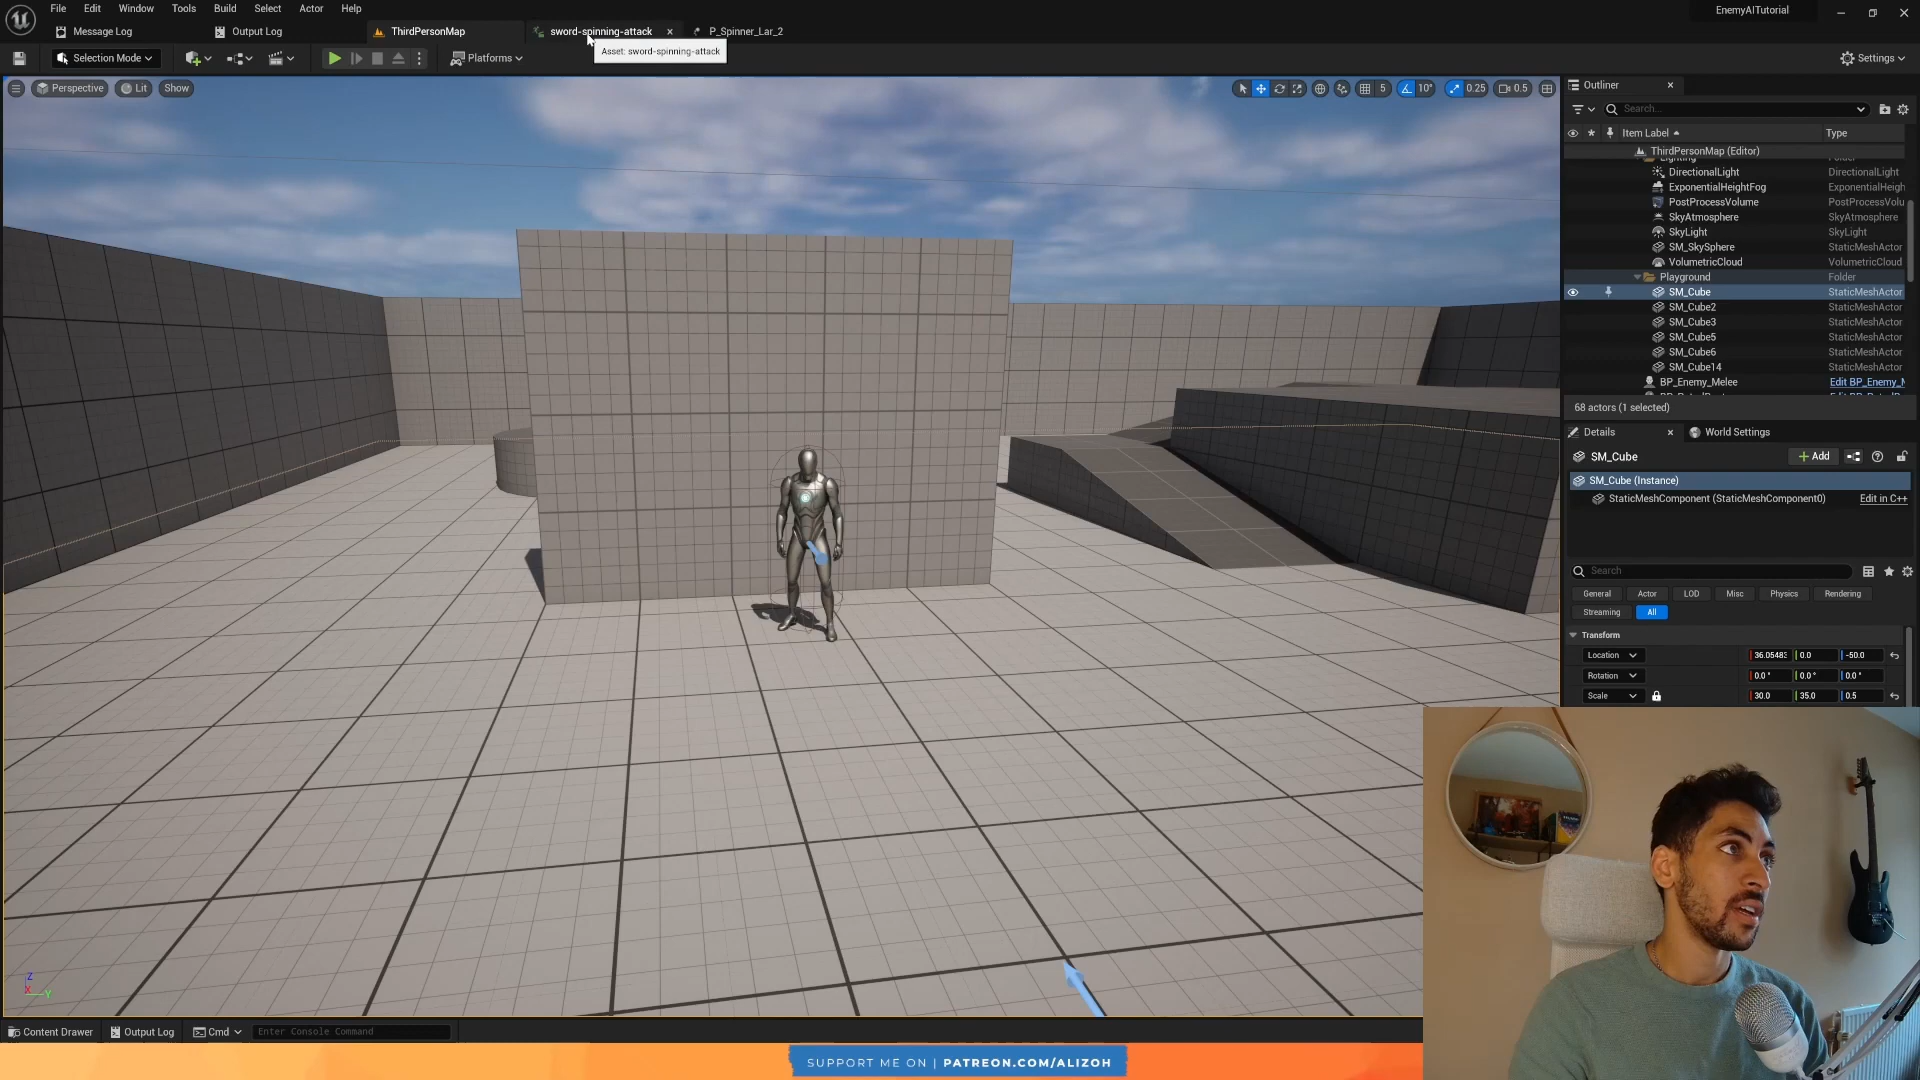 File Edit Window Tools Build Select Actor Help
EnemyAITutorial
Message Log
Output Log
ThirdPersonMap
sword-spinning-attack
P_Spinner_Lar_2
Asset: sword-spinning-attack
Selection Mode
Platforms
Settings
Perspective
Lit
Show
5
10°
0.25
0.5
Outliner
Search...
Item Label
Type
ThirdPersonMap (Editor)
DirectionalLight DirectionalLight
ExponentialHeightFog ExponentialHeigh
PostProcessVolume PostProcessVolu
SkyAtmosphere SkyAtmosphere
SkyLight SkyLight
SM_SkySphere StaticMeshActor
VolumetricCloud VolumetricCloud
Playground Folder
SM_Cube StaticMeshActor
SM_Cube2 StaticMeshActor
SM_Cube3 StaticMeshActor
SM_Cube5 StaticMeshActor
SM_Cube6 StaticMeshActor
SM_Cube14 StaticMeshActor
BP_Enemy_Melee Edit BP_Enemy_M
68 actors (1 selected)
Details
World Settings
SM_Cube
Add
SM_Cube (Instance)
StaticMeshComponent (StaticMeshComponent0) Edit in C++
Search
General Actor LOD Misc Physics Rendering
Streaming All
Transform
Location 36.05483 0.0 -50.0
Rotation 0.0° 0.0° 0.0°
Scale 30.0 35.0 0.5
Z
X
Y
Content Drawer
Output Log
Cmd
Enter Console Command
SUPPORT ME ON | PATREON.COM/ALIZOH